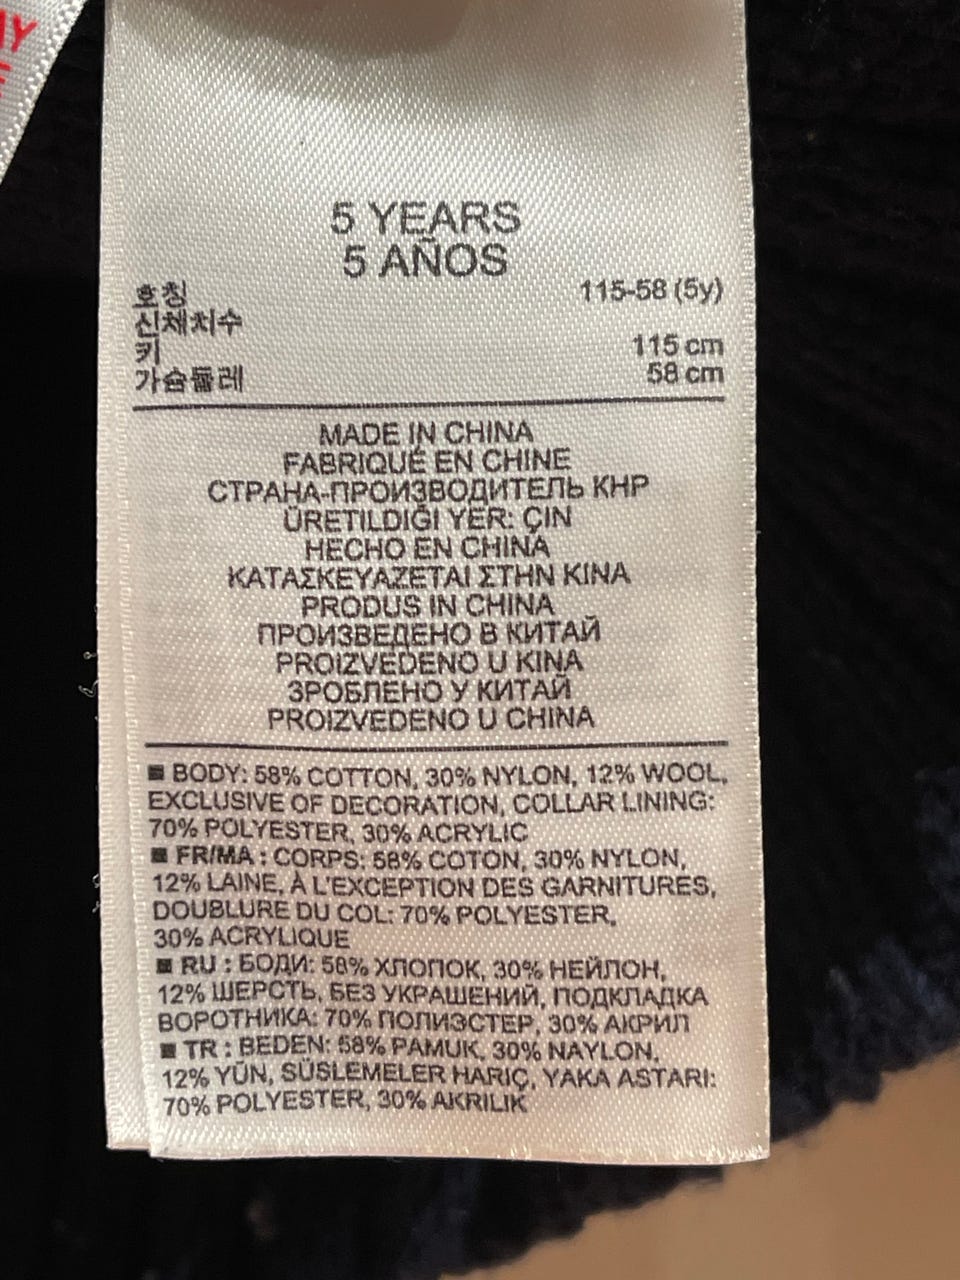 5 YEARS
5 AÑOS
호칭 115-58 (5y)
신체치수
키 115 cm
가슴둘레 58 cm
MADE IN CHINA
FABRIQUÉ EN CHINE
СТРАНА-ПРОИЗВОДИТЕЛЬ КНР
ÜRETILDIĞI YER: ÇIN
HECHO EN CHINA
ΚΑΤΑΣΚΕΥΑΖΕΤΑΙ ΣΤΗΝ ΚΙΝΑ
PRODUS IN CHINA
ПРОИЗВЕДЕНО В КИТАЙ
PROIZVEDENO U KINA
ЗРОБЛЕНО У КИТАЙ
PROIZVEDENO U CHINA
■ BODY: 58% COTTON, 30% NYLON, 12% WOOL,
EXCLUSIVE OF DECORATION, COLLAR LINING:
70% POLYESTER, 30% ACRYLIC
■ FR/MA : CORPS: 58% COTON, 30% NYLON,
12% LAINE, À L'EXCEPTION DES GARNITURES,
DOUBLURE DU COL: 70% POLYESTER,
30% ACRYLIQUE
■ RU : БОДИ: 58% ХЛОПОК, 30% НЕЙЛОН,
12% ШЕРСТЬ, БЕЗ УКРАШЕНИЙ, ПОДКЛАДКА
ВОРОТНИКА: 70% ПОЛИЭСТЕР, 30% АКРИЛ
■ TR : BEDEN: 58% PAMUK, 30% NAYLON,
12% YÜN, SÜSLEMELER HARIÇ, YAKA ASTARI:
70% POLYESTER, 30% AKRILIK